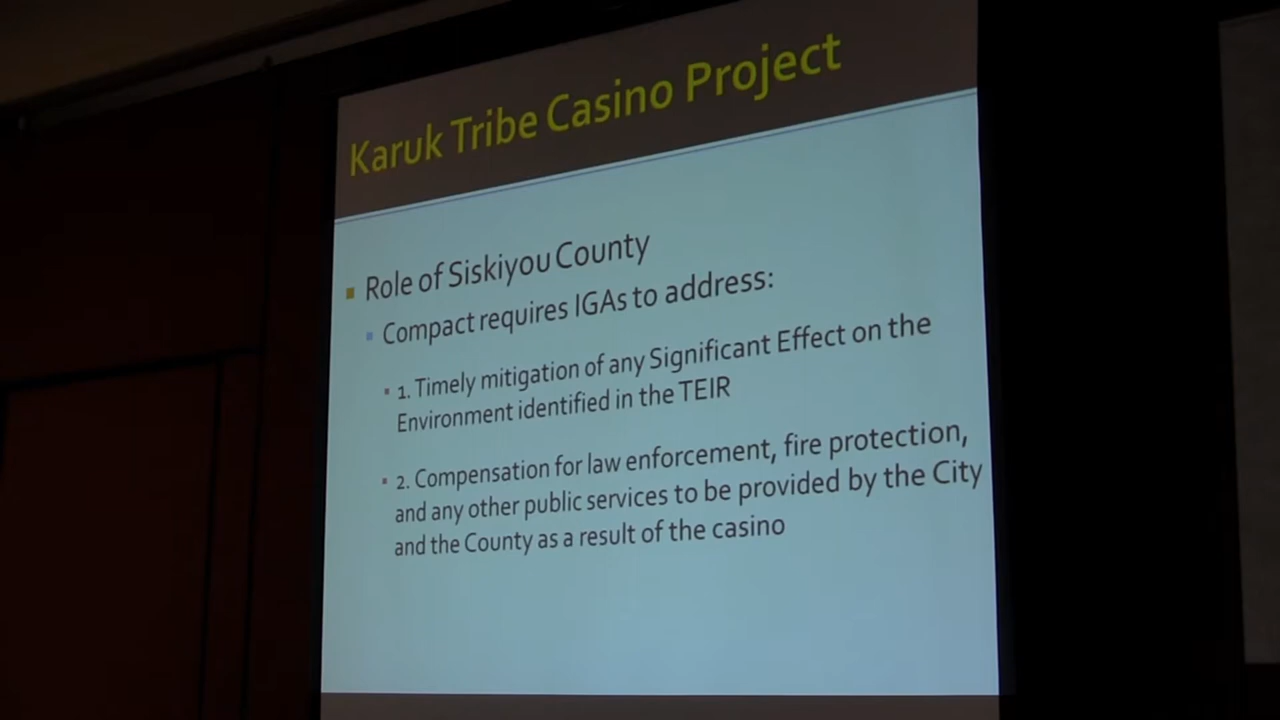 Karuk Tribe Casino Project
Role of Siskiyou County
Compact requires IGAs to address:
1. Timely mitigation of any Significant Effect on the
Environment identified in the TEIR
2. Compensation for law enforcement, fire protection,
and any other public services to be provided by the City
and the County as a result of the casino